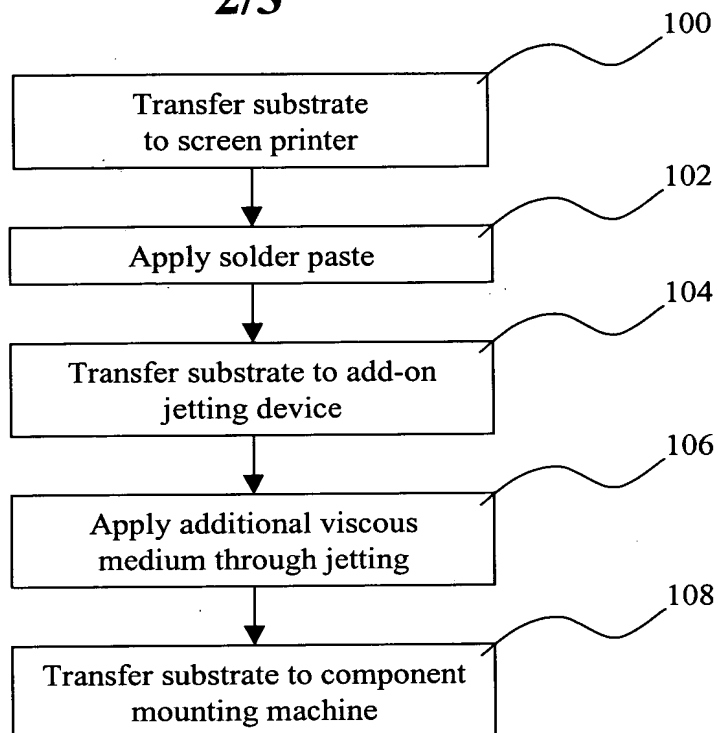 2/3
100
Transfer substrate
to screen printer
102
Apply solder paste
104
Transfer substrate to add-on
jetting device
106
Apply additional viscous
medium through jetting
108
Transfer substrate to component
mounting machine